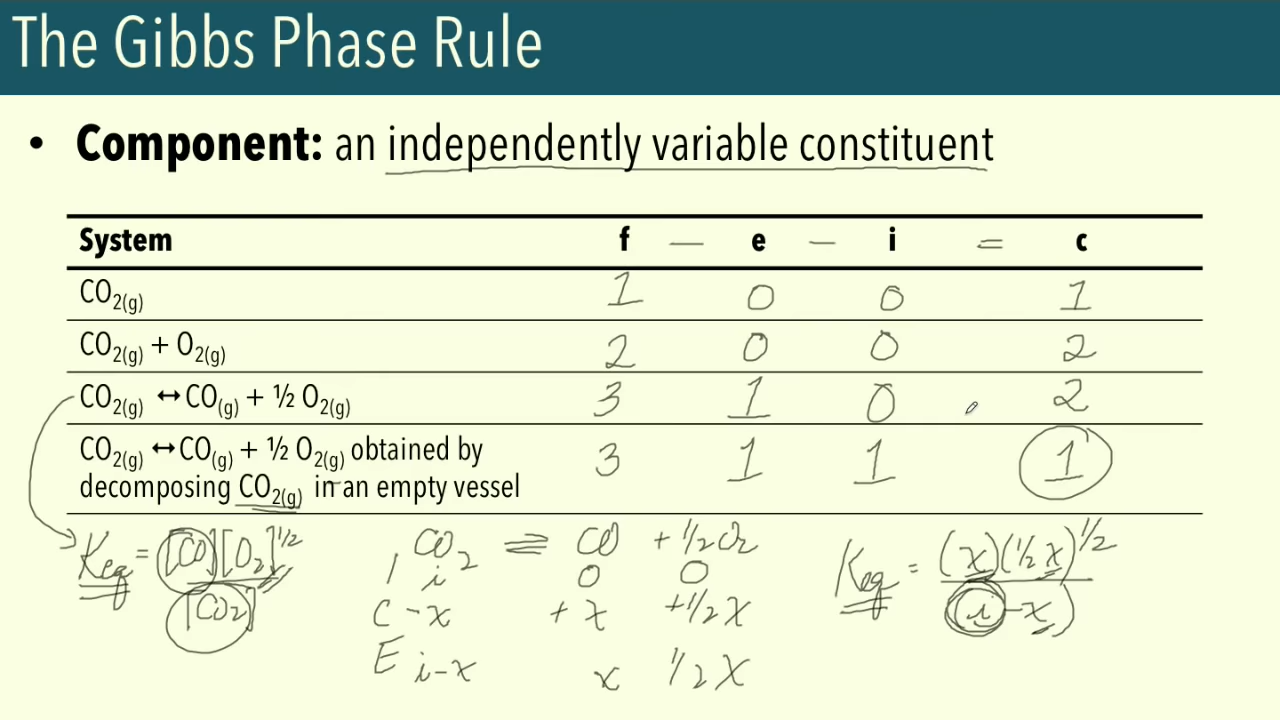 The Gibbs Phase Rule
• Component: an independently variable constituent
System f — e — i = c
CO₂(g) 1 0 0 1
CO₂(g) + O₂(g) 2 0 0 2
CO₂(g) ↔ CO(g) + ½ O₂(g) 3 1 0 2
CO₂(g) ↔ CO(g) + ½ O₂(g) obtained by
decomposing CO₂(g) in an empty vessel 3 1 1 1
Keq = [CO][O₂]^1/2 / [CO₂]
CO₂ ⇌ CO + 1/2 O₂
I i 0 0
C -x +x +1/2x
E i-x x 1/2x
Keq = (x)(1/2x)^1/2 / (i-x)